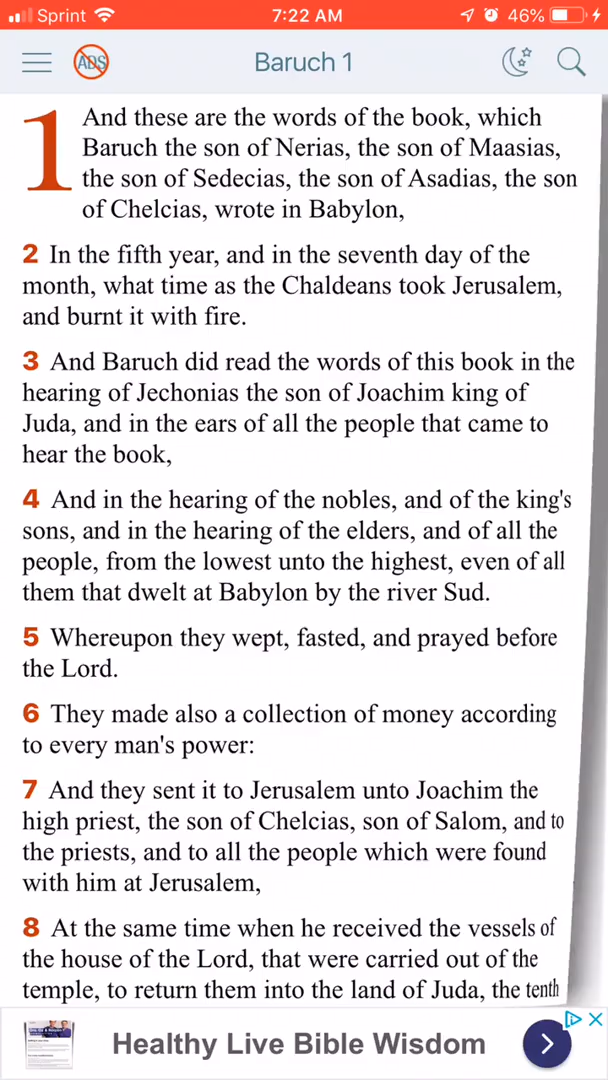 Sprint 7:22 AM 46%
ADS Baruch 1
1 And these are the words of the book, which
Baruch the son of Nerias, the son of Maasias,
the son of Sedecias, the son of Asadias, the son
of Chelcias, wrote in Babylon,
2 In the fifth year, and in the seventh day of the
month, what time as the Chaldeans took Jerusalem,
and burnt it with fire.
3 And Baruch did read the words of this book in the
hearing of Jechonias the son of Joachim king of
Juda, and in the ears of all the people that came to
hear the book,
4 And in the hearing of the nobles, and of the king's
sons, and in the hearing of the elders, and of all the
people, from the lowest unto the highest, even of all
them that dwelt at Babylon by the river Sud.
5 Whereupon they wept, fasted, and prayed before
the Lord.
6 They made also a collection of money according
to every man's power:
7 And they sent it to Jerusalem unto Joachim the
high priest, the son of Chelcias, son of Salom, and to
the priests, and to all the people which were found
with him at Jerusalem,
8 At the same time when he received the vessels of
the house of the Lord, that were carried out of the
temple, to return them into the land of Juda, the tenth
Healthy Live Bible Wisdom